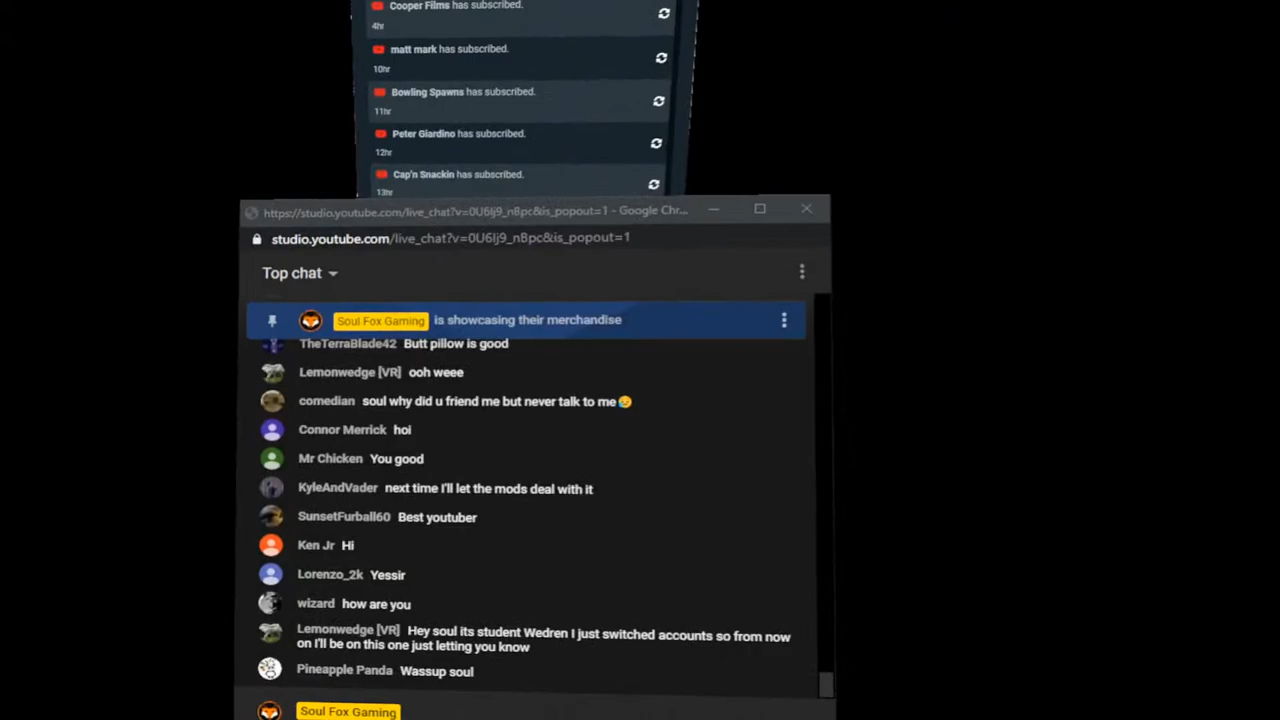 Cooper Films has subscribed.
4hr
matt mark has subscribed.
10hr
Bowling Spawns has subscribed.
11hr
Peter Giardino has subscribed.
12hr
Cap'n Snackin has subscribed.
13hr
https://studio.youtube.com/live_chat?v=0U6lj9_nBpc&is_popout=1 - Google Chr...
studio.youtube.com/live_chat?v=0U6lj9_nBpc&is_popout=1
Top chat
Soul Fox Gaming is showcasing their merchandise
TheTerraBlade42 Butt pillow is good
Lemonwedge [VR] ooh weee
comedian soul why did u friend me but never talk to me😥
Connor Merrick hoi
Mr Chicken You good
KyleAndVader next time I'll let the mods deal with it
SunsetFurball60 Best youtuber
Ken Jr Hi
Lorenzo_2k Yessir
wizard how are you
Lemonwedge [VR] Hey soul its student Wedren I just switched accounts so from now
on I'll be on this one just letting you know
Pineapple Panda Wassup soul
Soul Fox Gaming